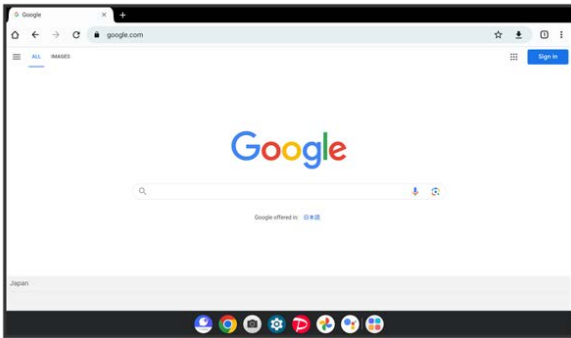 Google
google.com
ALL IMAGES
Sign in
Google
Google offered in: 日本語
Japan